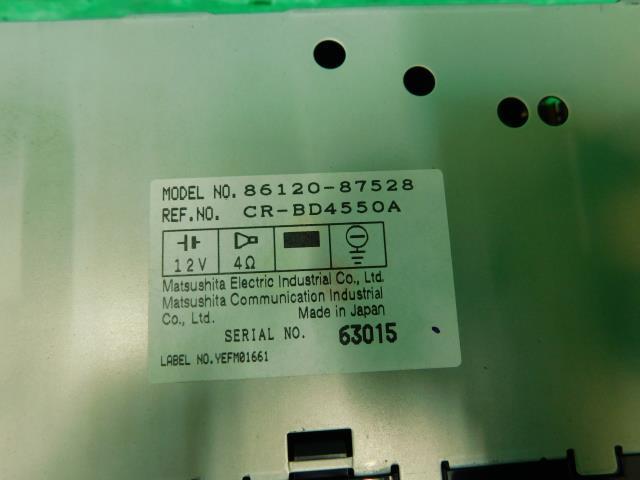 MODEL NO. 86120-87528
REF.NO. CR-BD4550A
12V 4Ω
Matsushita Electric Industrial Co., Ltd.
Matsushita Communication Industrial
Co., Ltd. Made in Japan
SERIAL NO. 63015
LABEL NO.YEFM01661